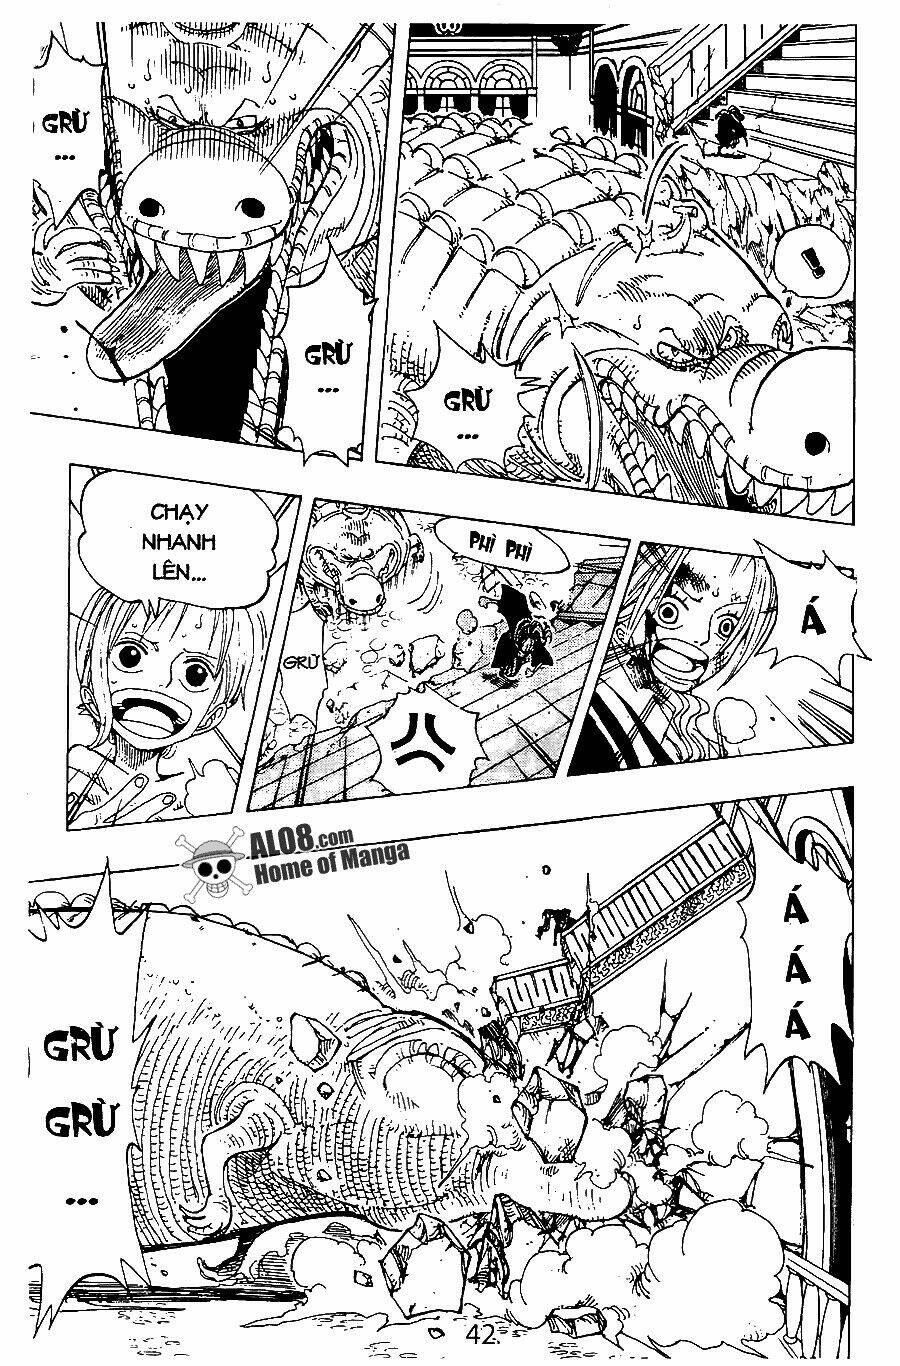 GRỪ
...
GRỪ
...
!
GRỪ
...
CHẠY
NHANH
LÊN...
PHÌ PHÌ
GRỪ
Á
ALO8.com
Home of Manga
Á
Á
Á
GRỪ
GRỪ
...
42